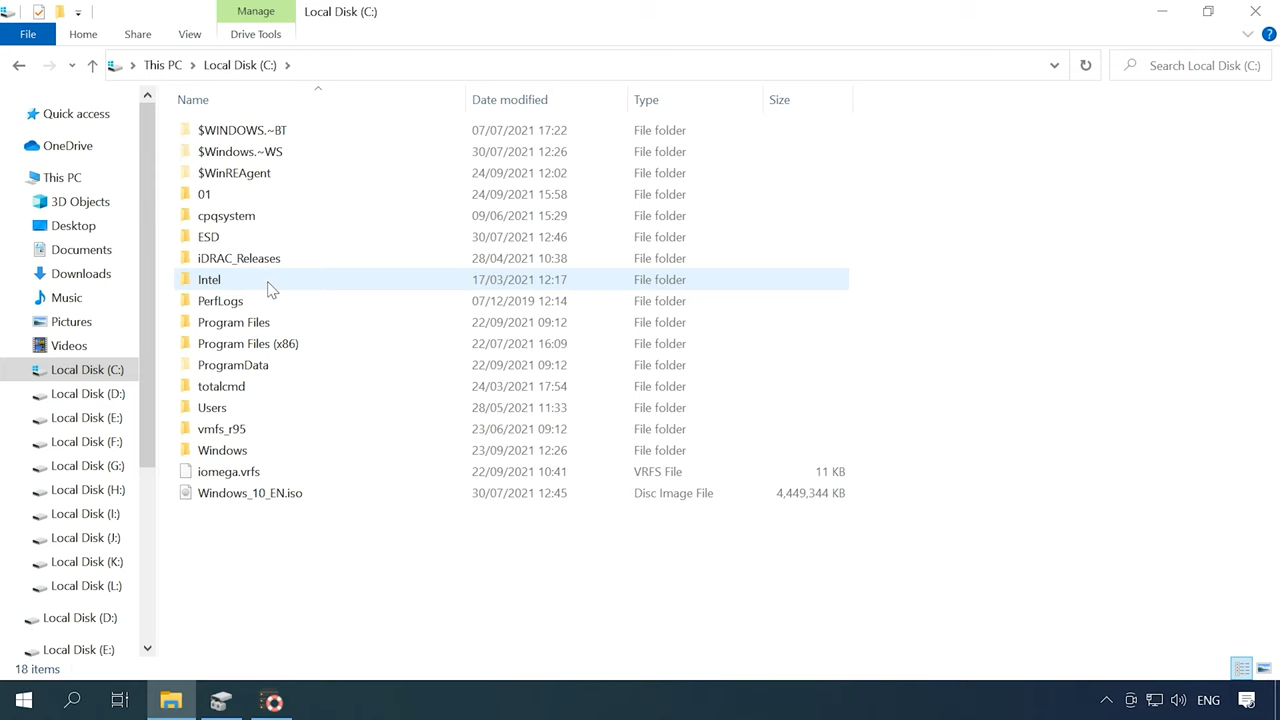 Manage
Local Disk (C:)
File
Home
Share
View
Drive Tools
This PC
Local Disk (C:)
Search Local Disk (C:)
Name
Date modified
Type
Size
Quick access
OneDrive
This PC
3D Objects
Desktop
Documents
Downloads
Music
Pictures
Videos
Local Disk (C:)
Local Disk (D:)
Local Disk (E:)
Local Disk (F:)
Local Disk (G:)
Local Disk (H:)
Local Disk (I:)
Local Disk (J:)
Local Disk (K:)
Local Disk (L:)
Local Disk (D:)
Local Disk (E:)
$WINDOWS.~BT 07/07/2021 17:22 File folder
$Windows.~WS 30/07/2021 12:26 File folder
$WinREAgent 24/09/2021 12:02 File folder
01 24/09/2021 15:58 File folder
cpqsystem 09/06/2021 15:29 File folder
ESD 30/07/2021 12:46 File folder
iDRAC_Releases 28/04/2021 10:38 File folder
Intel 17/03/2021 12:17 File folder
PerfLogs 07/12/2019 12:14 File folder
Program Files 22/09/2021 09:12 File folder
Program Files (x86) 22/07/2021 16:09 File folder
ProgramData 22/09/2021 09:12 File folder
totalcmd 24/03/2021 17:54 File folder
Users 28/05/2021 11:33 File folder
vmfs_r95 23/06/2021 09:12 File folder
Windows 23/09/2021 12:26 File folder
iomega.vrfs 22/09/2021 10:41 VRFS File 11 KB
Windows_10_EN.iso 30/07/2021 12:45 Disc Image File 4,449,344 KB
18 items
ENG